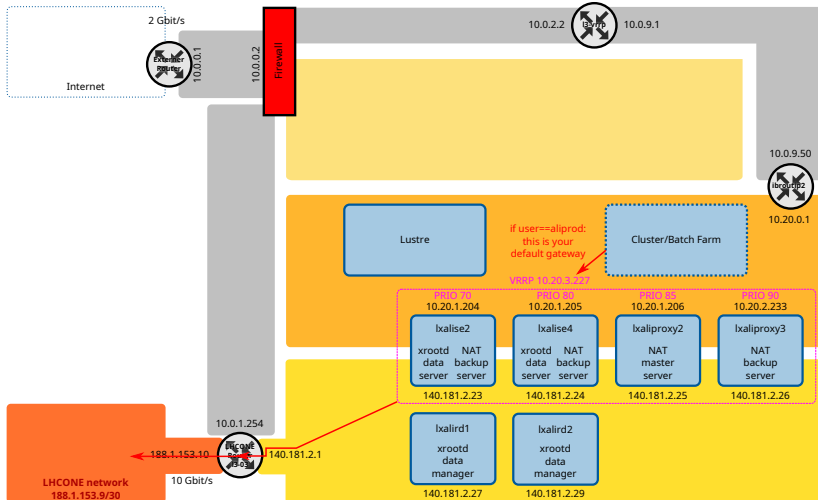 2 Gbit/s
Externer
Router
10.0.0.1
Internet
10.0.0.2
Firewall
10.0.2.2
l3-vrrp
10.0.9.1
10.0.9.50
10.20.0.1
Lustre
if user==aliprod:
this is your
default gateway
Cluster/Batch Farm
VRRP 10.20.3.227
PRIO 70
10.20.1.204
PRIO 80
10.20.1.205
PRIO 85
10.20.1.206
PRIO 90
10.20.2.233
lxalise2
xrootd NAT
data backup
server server
140.181.2.23
lxalise4
xrootd NAT
data backup
server server
140.181.2.24
lxaliproxy2
NAT
master
server
140.181.2.25
lxaliproxy3
NAT
backup
server
140.181.2.26
lxalird1
xrootd
data
manager
140.181.2.27
lxalird2
xrootd
data
manager
140.181.2.29
10.0.1.254
LHCONE
188.1.153.10
140.181.2.1
10 Gbit/s
LHCONE network
188.1.153.9/30